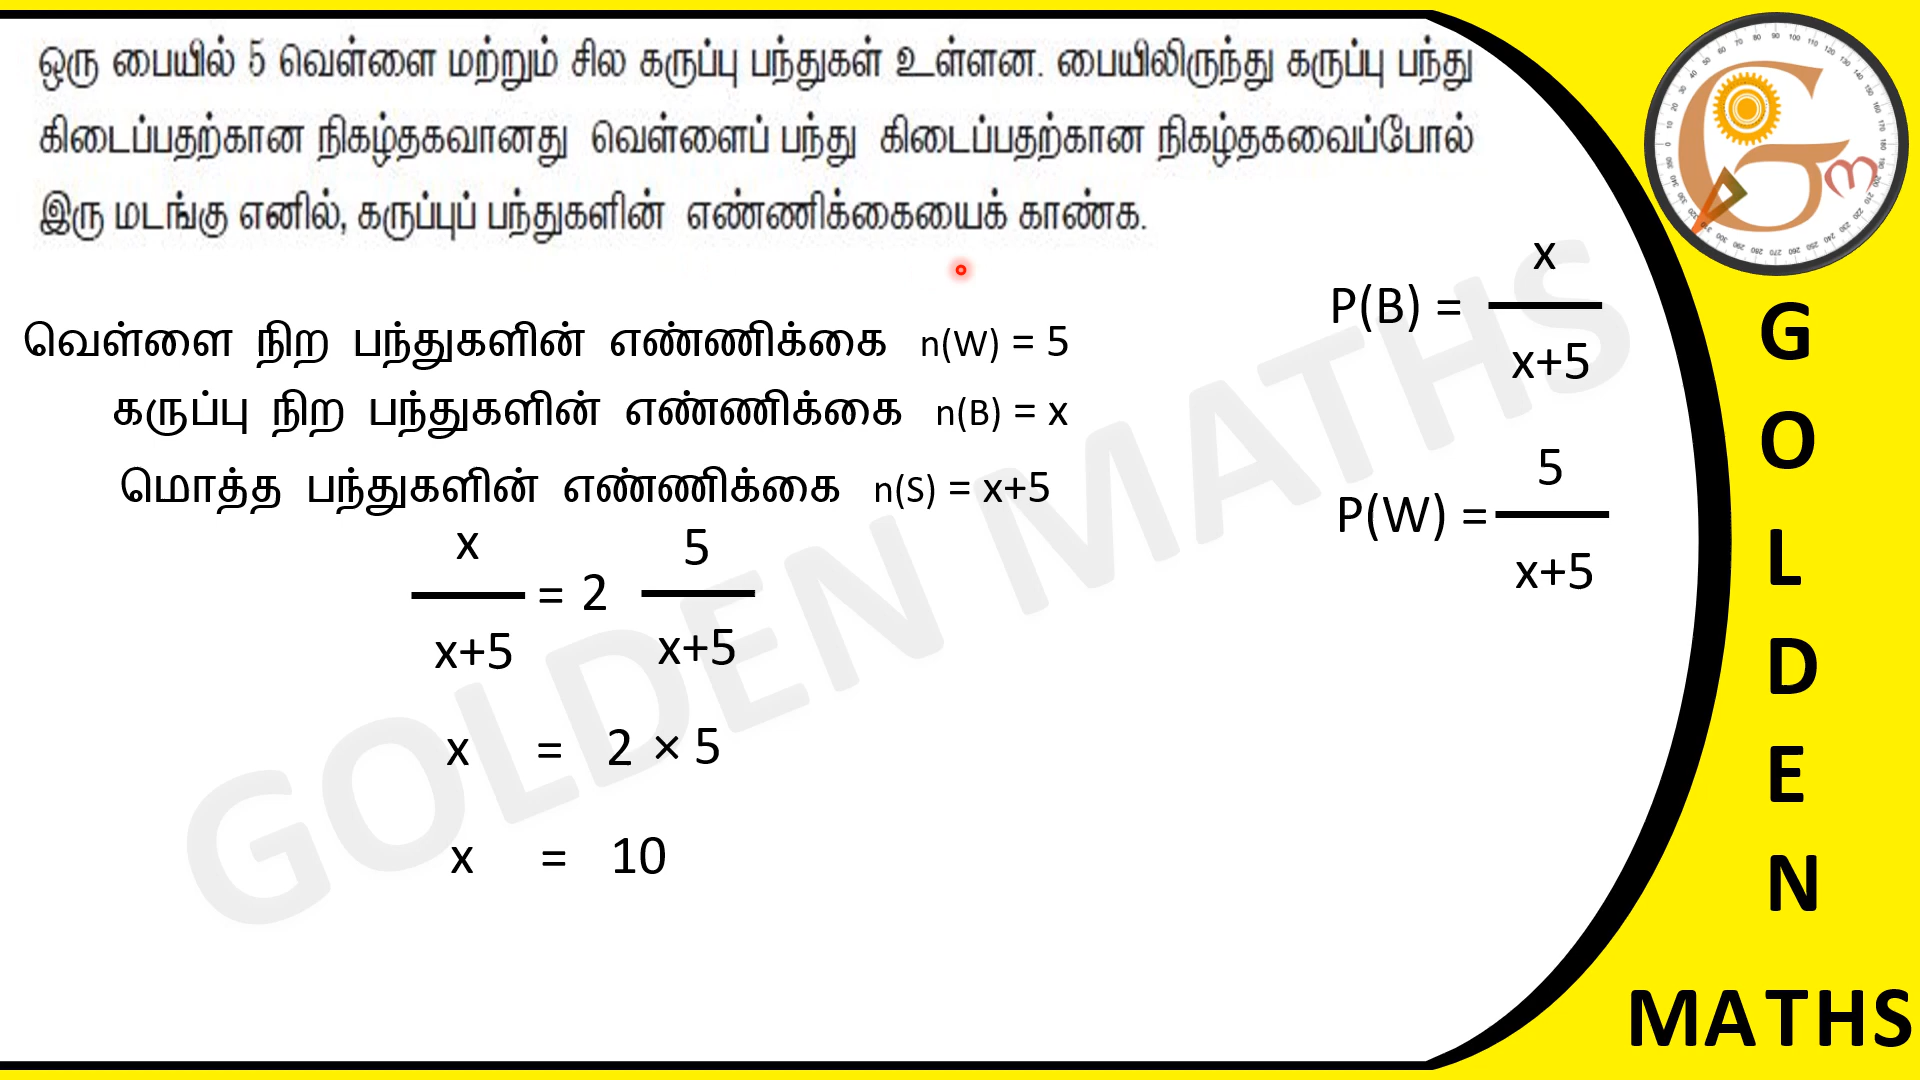 ஒரு பையில் 5 வெள்ளை மற்றும் சில கருப்பு பந்துகள் உள்ளன. பையிலிருந்து கருப்பு பந்து
கிடைப்பதற்கான நிகழ்தகவானது வெள்ளைப் பந்து கிடைப்பதற்கான நிகழ்தகவைப்போல்
இரு மடங்கு எனில், கருப்புப் பந்துகளின் எண்ணிக்கையைக் காண்க.
வெள்ளை நிற பந்துகளின் எண்ணிக்கை n(W) = 5
கருப்பு நிற பந்துகளின் எண்ணிக்கை n(B) = x
மொத்த பந்துகளின் எண்ணிக்கை n(S) = x+5
x
5
= 2
x+5
x+5
x = 2 × 5
x = 10
x
P(B) =
x+5
5
P(W) =
x+5
GOLDEN MATHS
G
O
L
D
E
N
MATHS